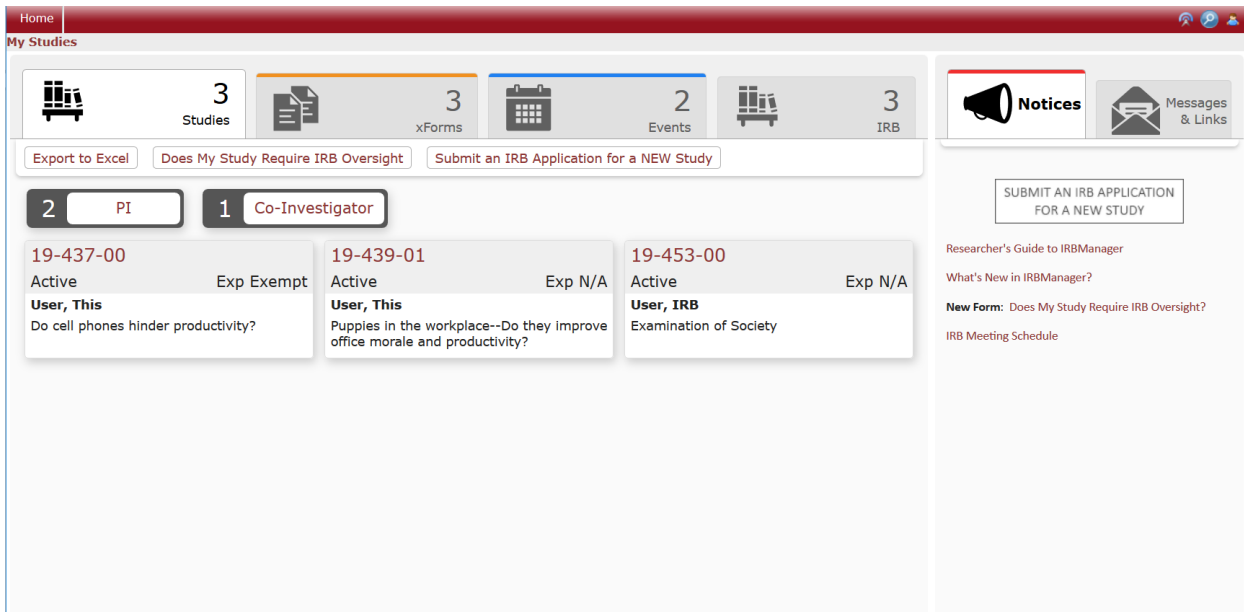 Home
My Studies
3
Studies
3
xForms
2
Events
3
IRB
Notices
Messages
& Links
Export to Excel
Does My Study Require IRB Oversight
Submit an IRB Application for a NEW Study
2 PI
1 Co-Investigator
19-437-00
Active Exp Exempt
User, This
Do cell phones hinder productivity?
19-439-01
Active Exp N/A
User, This
Puppies in the workplace--Do they improve
office morale and productivity?
19-453-00
Active Exp N/A
User, IRB
Examination of Society
SUBMIT AN IRB APPLICATION
FOR A NEW STUDY
Researcher's Guide to IRBManager
What's New in IRBManager?
New Form: Does My Study Require IRB Oversight?
IRB Meeting Schedule